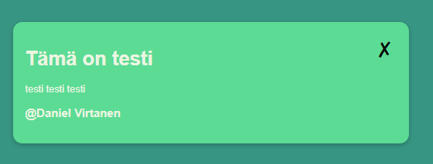 Tämä on testi
✗
testi testi testi
@Daniel Virtanen